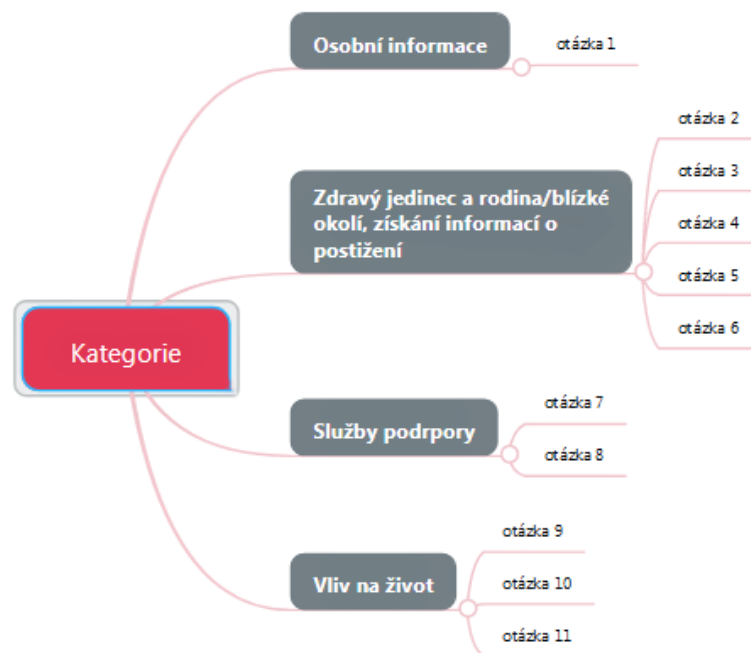 Osobní informace
otázka 1
Zdravý jedinec a rodina/blízké
okolí, získání informací o
postižení
otázka 2
otázka 3
otázka 4
otázka 5
otázka 6
Kategorie
Služby podrpory
otázka 7
otázka 8
Vliv na život
otázka 9
otázka 10
otázka 11